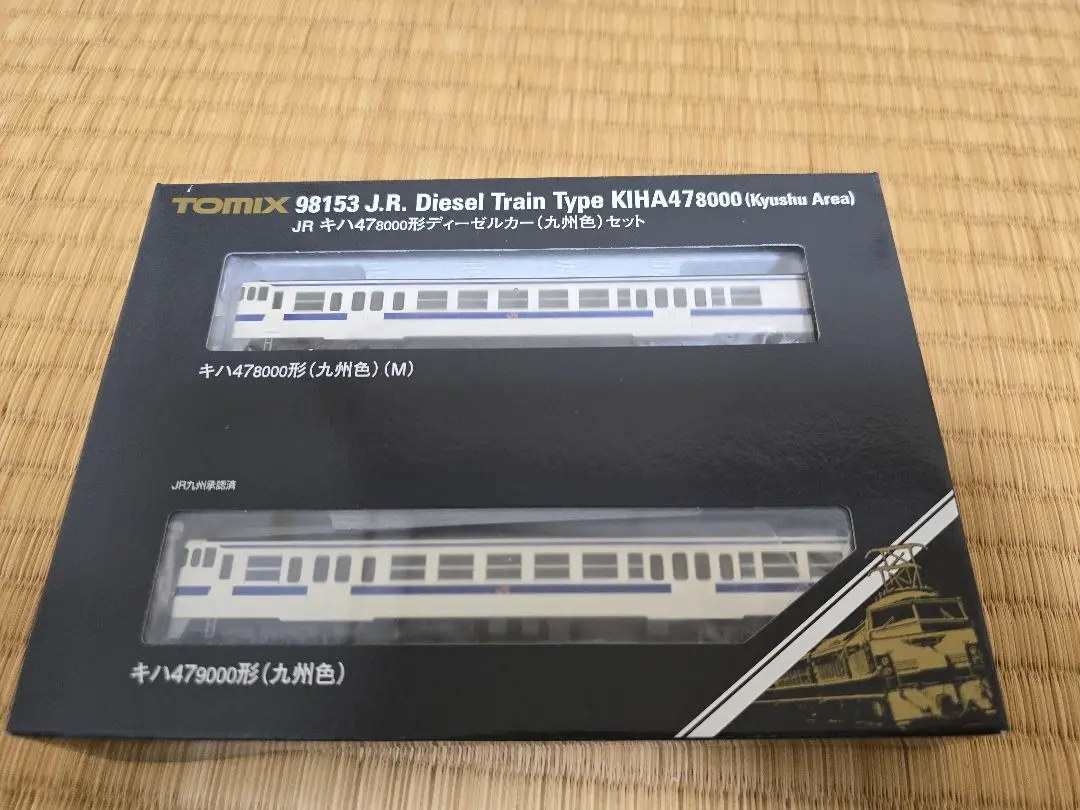 TOMIX 98153 J.R. Diesel Train Type KIHA478000 (Kyushu Area)
JR キハ478000形ディーゼルカー(九州色)セット
キハ478000形(九州色)(M)
JR九州承認済
キハ479000形(九州色)